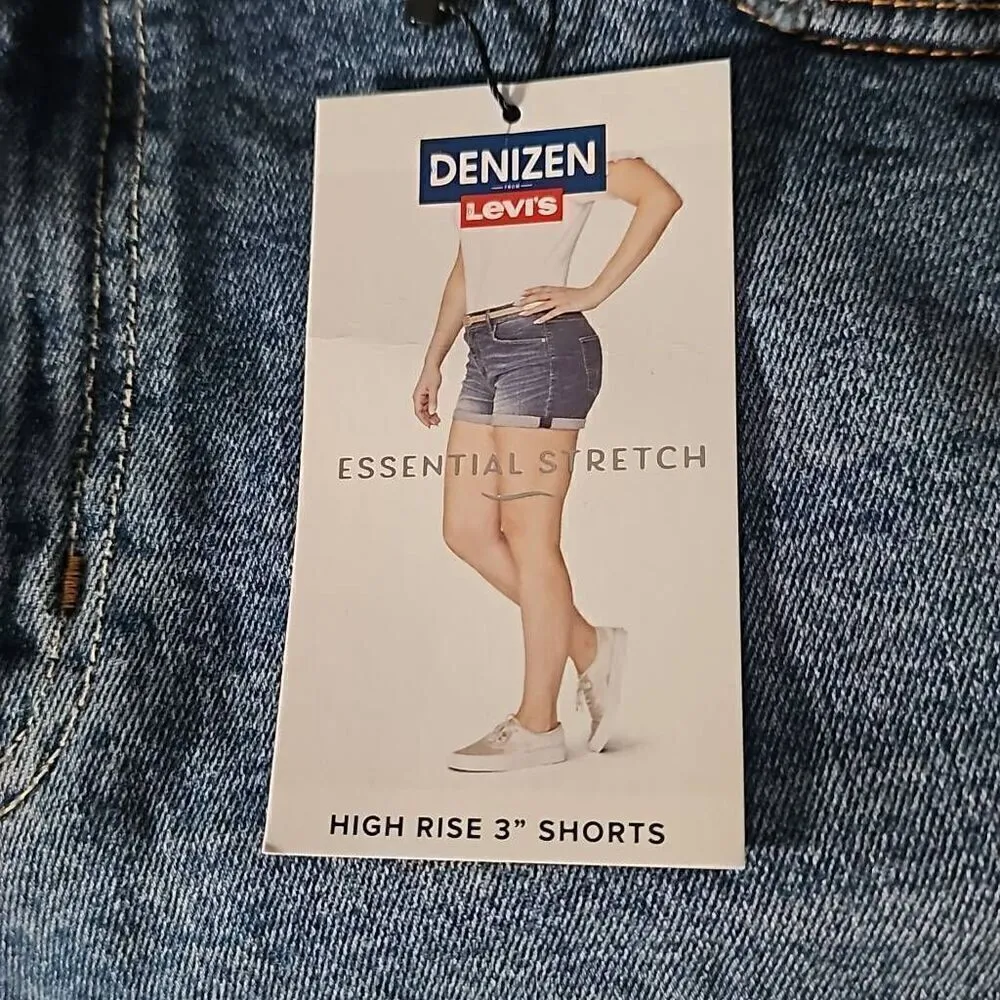 DENIZEN
FROM
Levi's
ESSENTIAL STRETCH
HIGH RISE 3” SHORTS